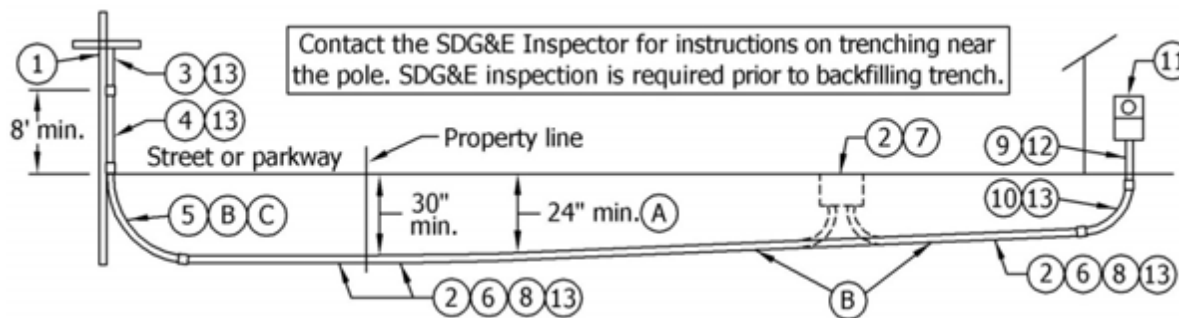 Contact the SDG&E Inspector for instructions on trenching near
the pole. SDG&E inspection is required prior to backfilling trench.
1
3 13
11
8' min.
4 13
Property line
2 7
9 12
Street or parkway
5 B C
30"
min.
24" min. A
10 13
2 6 8 13
B
2 6 8 13